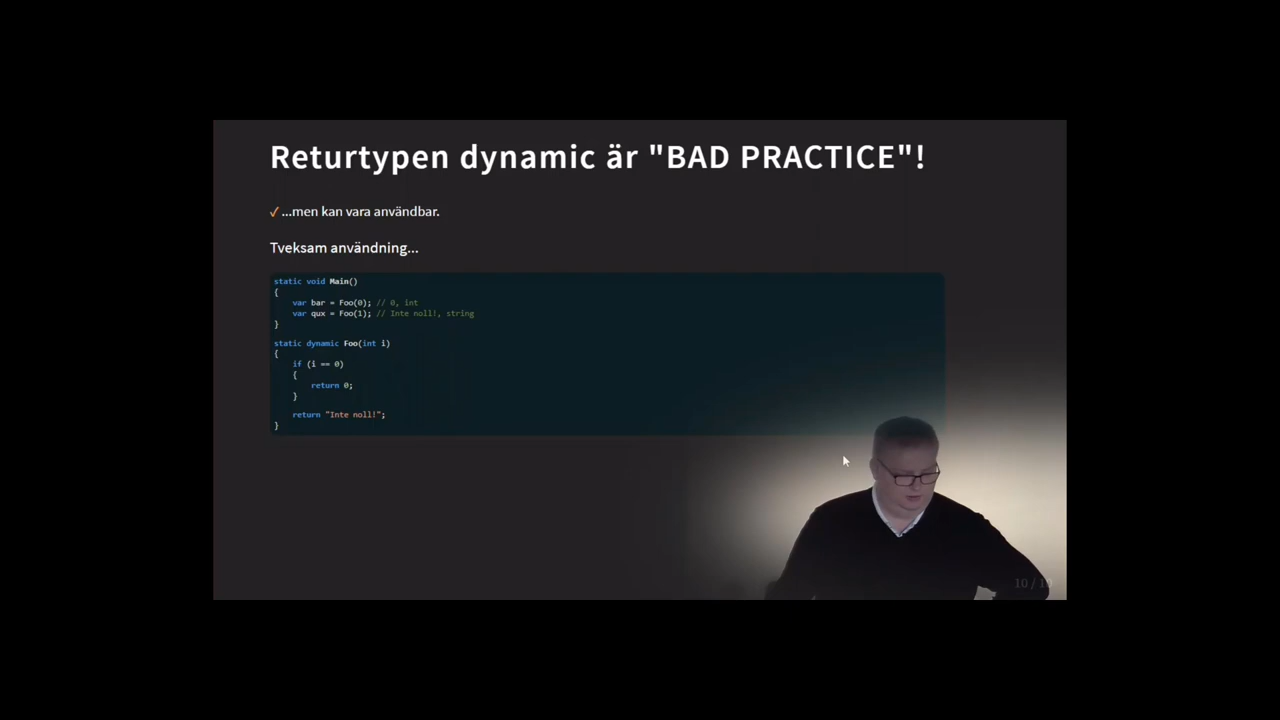 Returtypen dynamic är "BAD PRACTICE"!
✓ ...men kan vara användbar.
Tveksam användning...
static void Main()
{
    var bar = Foo(0); // 0, int
    var qux = Foo(1); // Inte noll!, string
}
static dynamic Foo(int i)
{
    if (i == 0)
    {
        return 0;
    }
    return "Inte noll!";
}
10 / 10